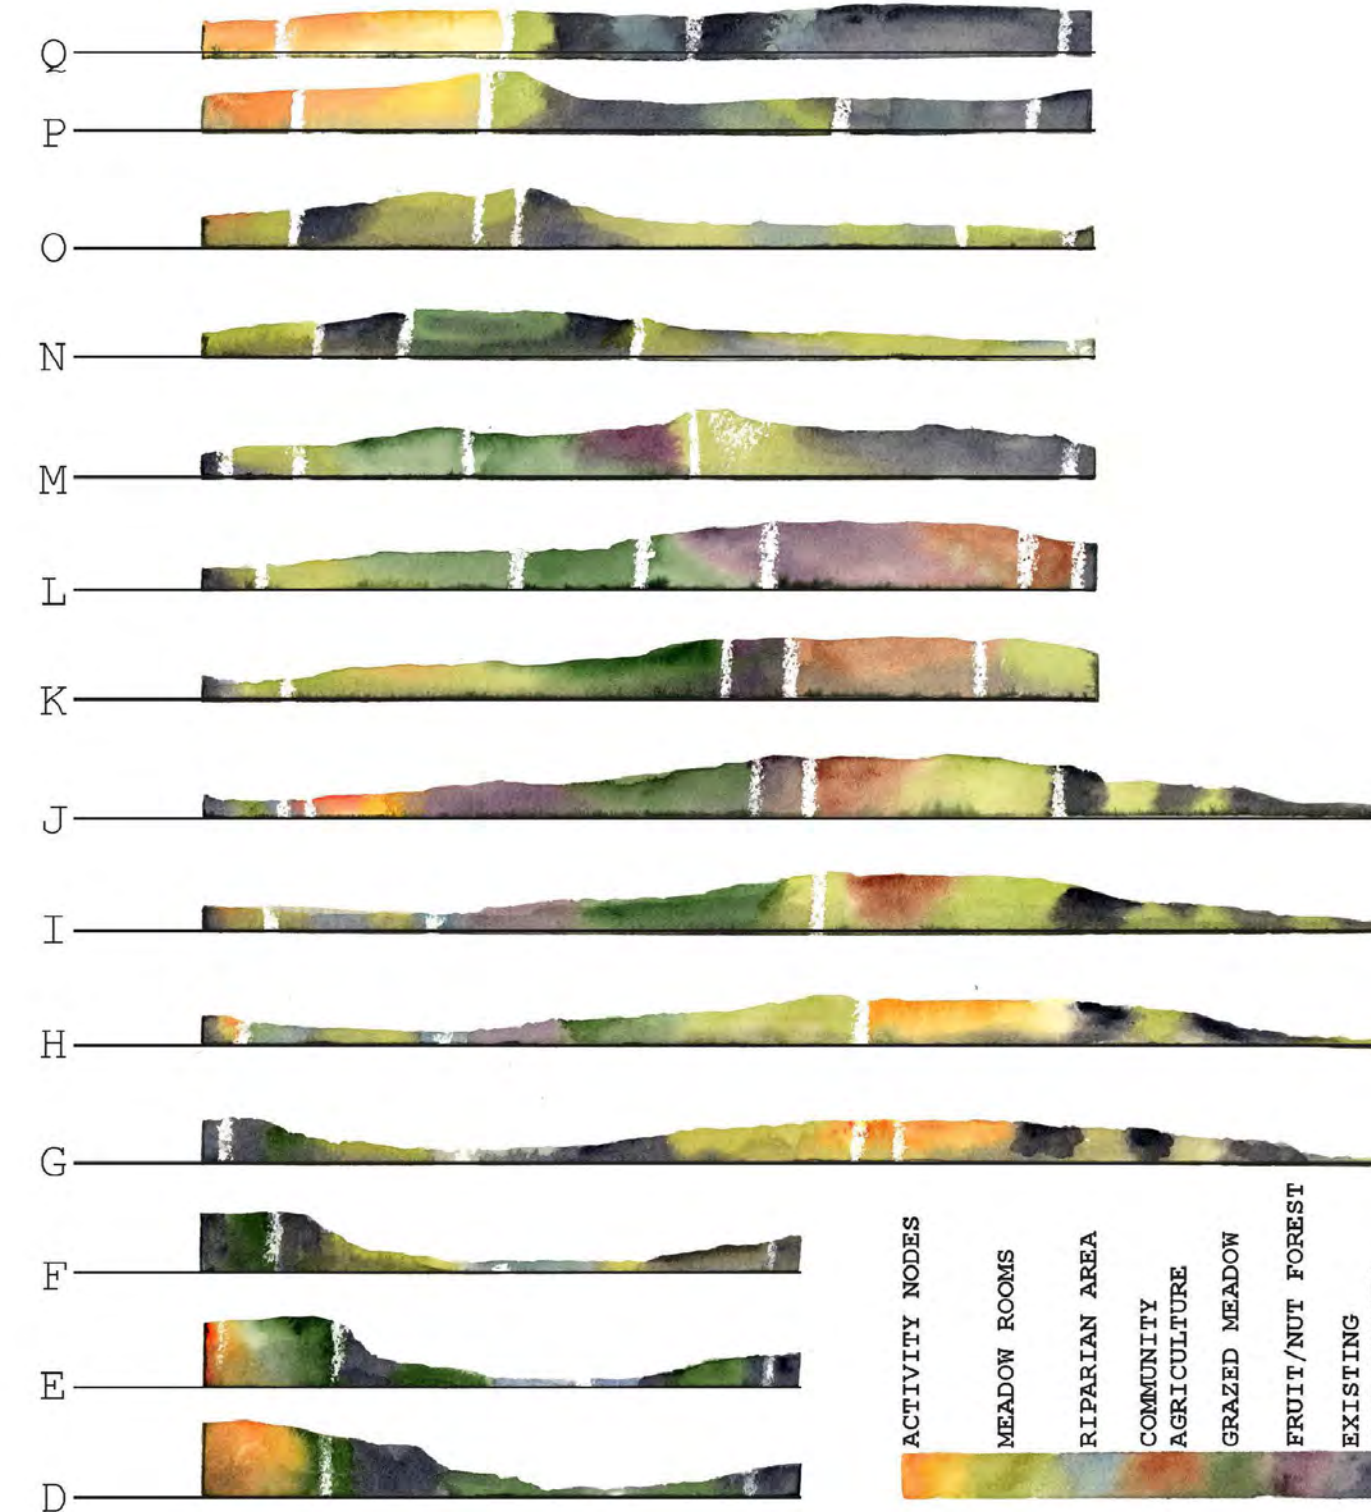 Q
P
O
N
M
L
K
J
I
H
G
F
E
D
ACTIVITY NODES
MEADOW ROOMS
RIPARIAN AREA
COMMUNITY
AGRICULTURE
GRAZED MEADOW
FRUIT/NUT FOREST
EXISTING